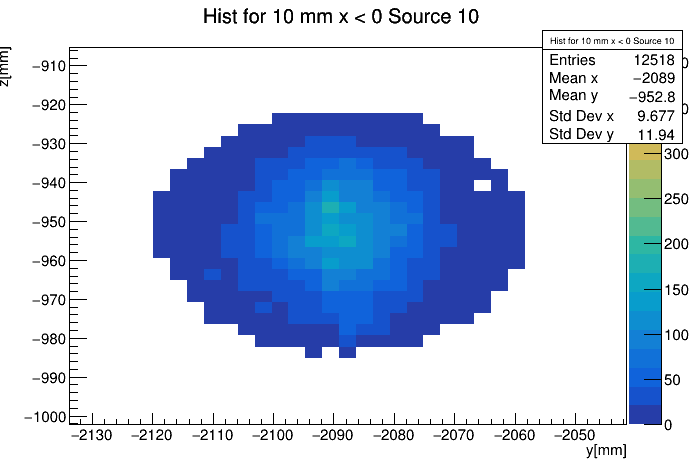 Hist for 10 mm x < 0 Source 10
z[mm]
Hist for 10 mm x < 0 Source 10
Entries 12518
Mean x −2089
Mean y −952.8
Std Dev x 9.677
Std Dev y 11.94
−910
−920
−930
−940
−950
−960
−970
−980
−990
−1000
300
250
200
150
100
50
0
−2130 −2120 −2110 −2100 −2090 −2080 −2070 −2060 −2050
y[mm]